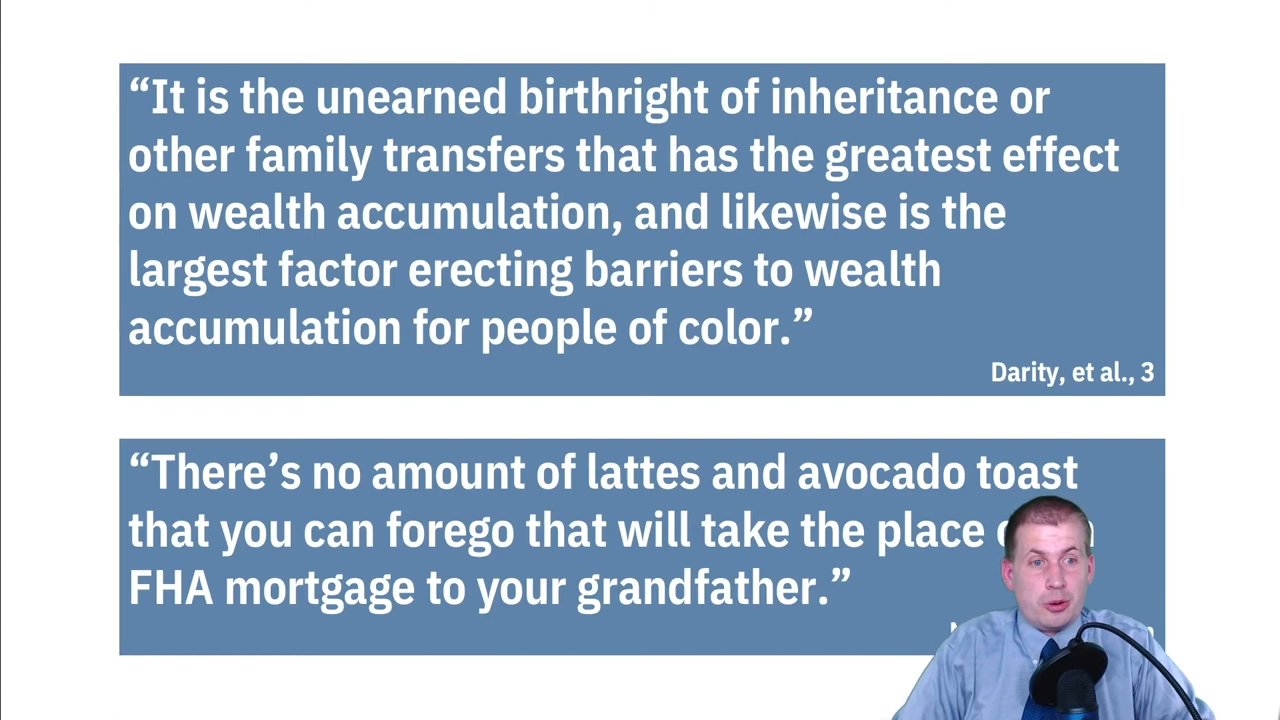 “It is the unearned birthright of inheritance or
other family transfers that has the greatest effect
on wealth accumulation, and likewise is the
largest factor erecting barriers to wealth
accumulation for people of color.”
Darity, et al., 3
“There’s no amount of lattes and avocado toast
that you can forego that will take the place
FHA mortgage to your grandfather.”